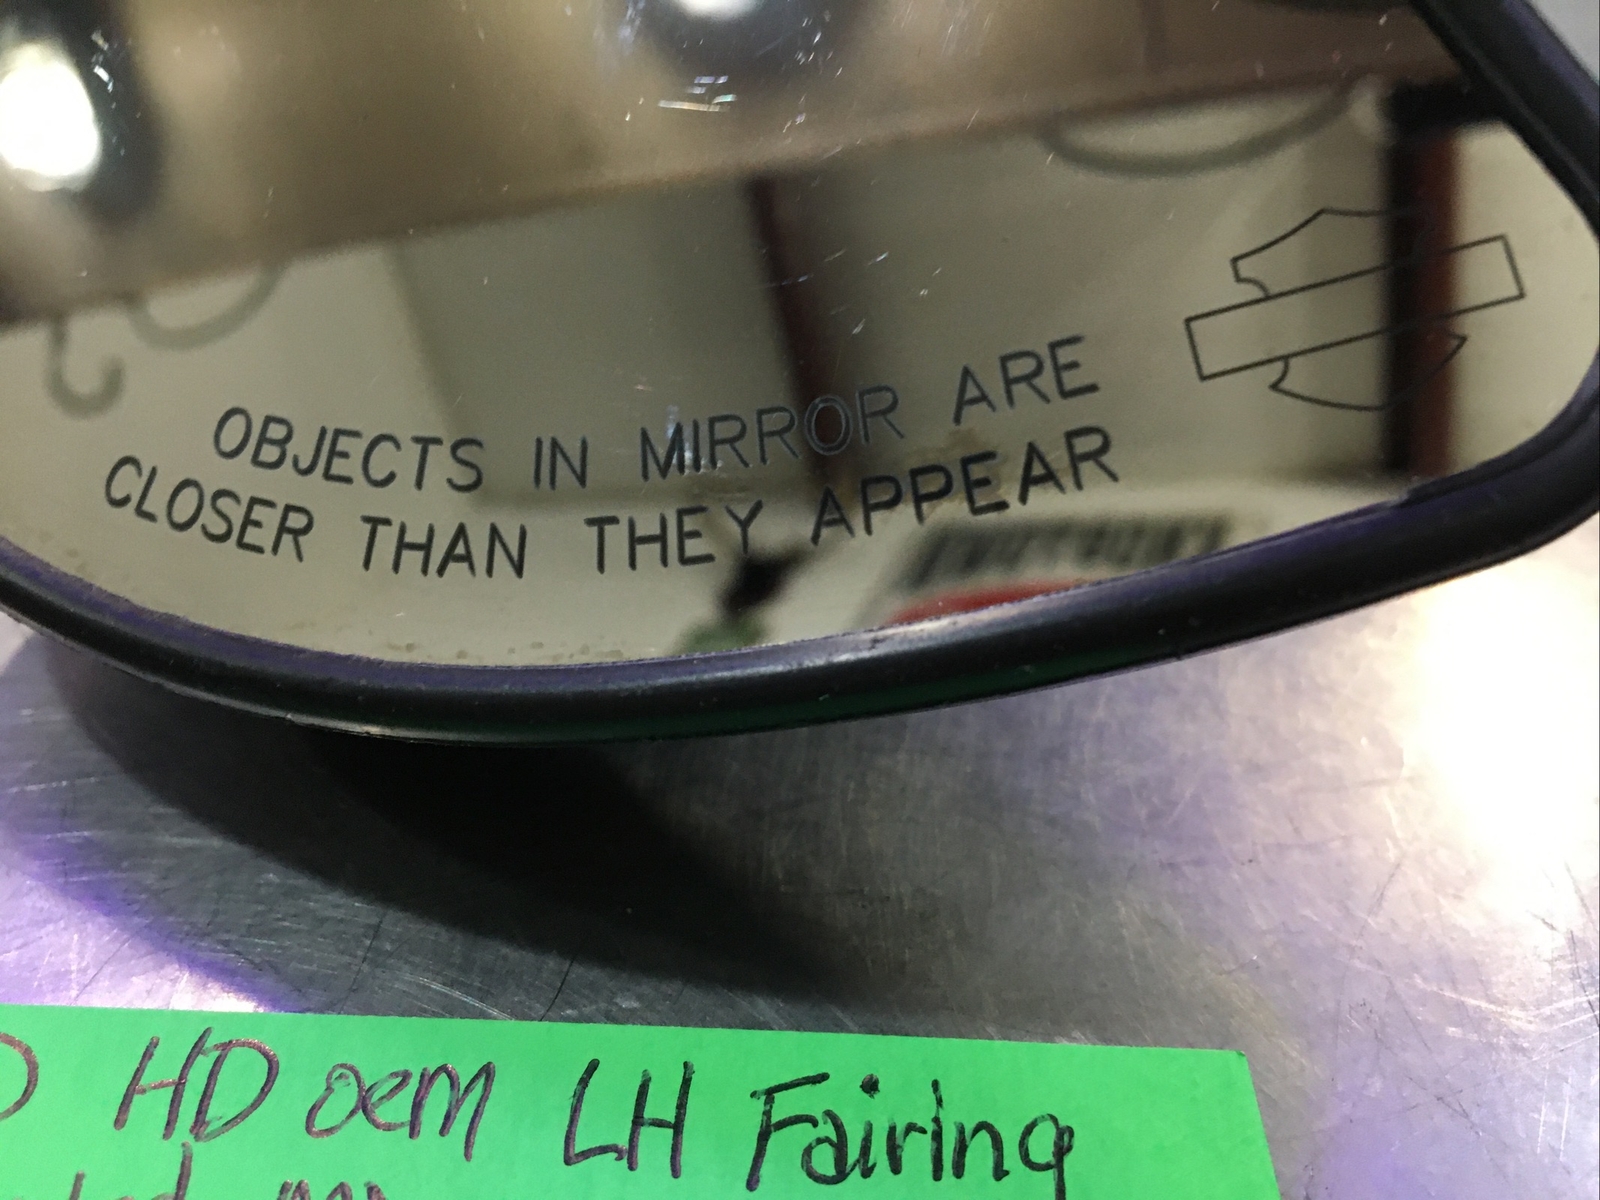 OBJECTS IN MIRROR ARE
CLOSER THAN THEY APPEAR
HD oem LH Fairing